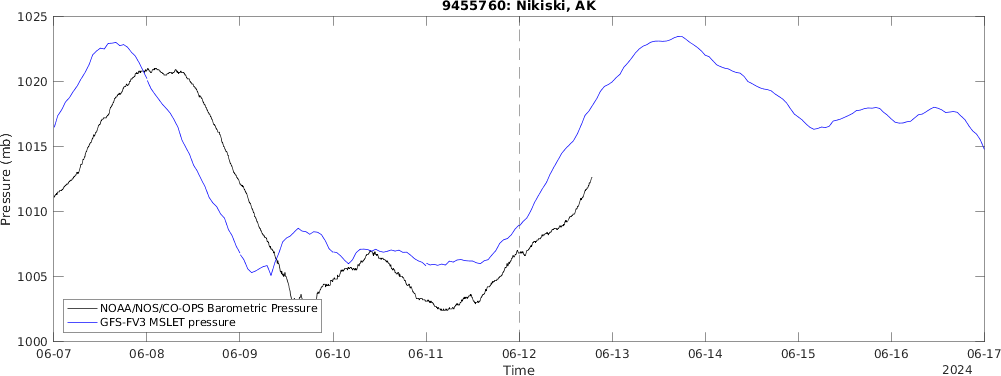 9455760: Nikiski, AK
1025
1020
1015
1010
1005
1000
Pressure (mb)
NOAA/NOS/CO-OPS Barometric Pressure
GFS-FV3 MSLET pressure
06-07 06-08 06-09 06-10 06-11 06-12 06-13 06-14 06-15 06-16 06-17
Time
2024